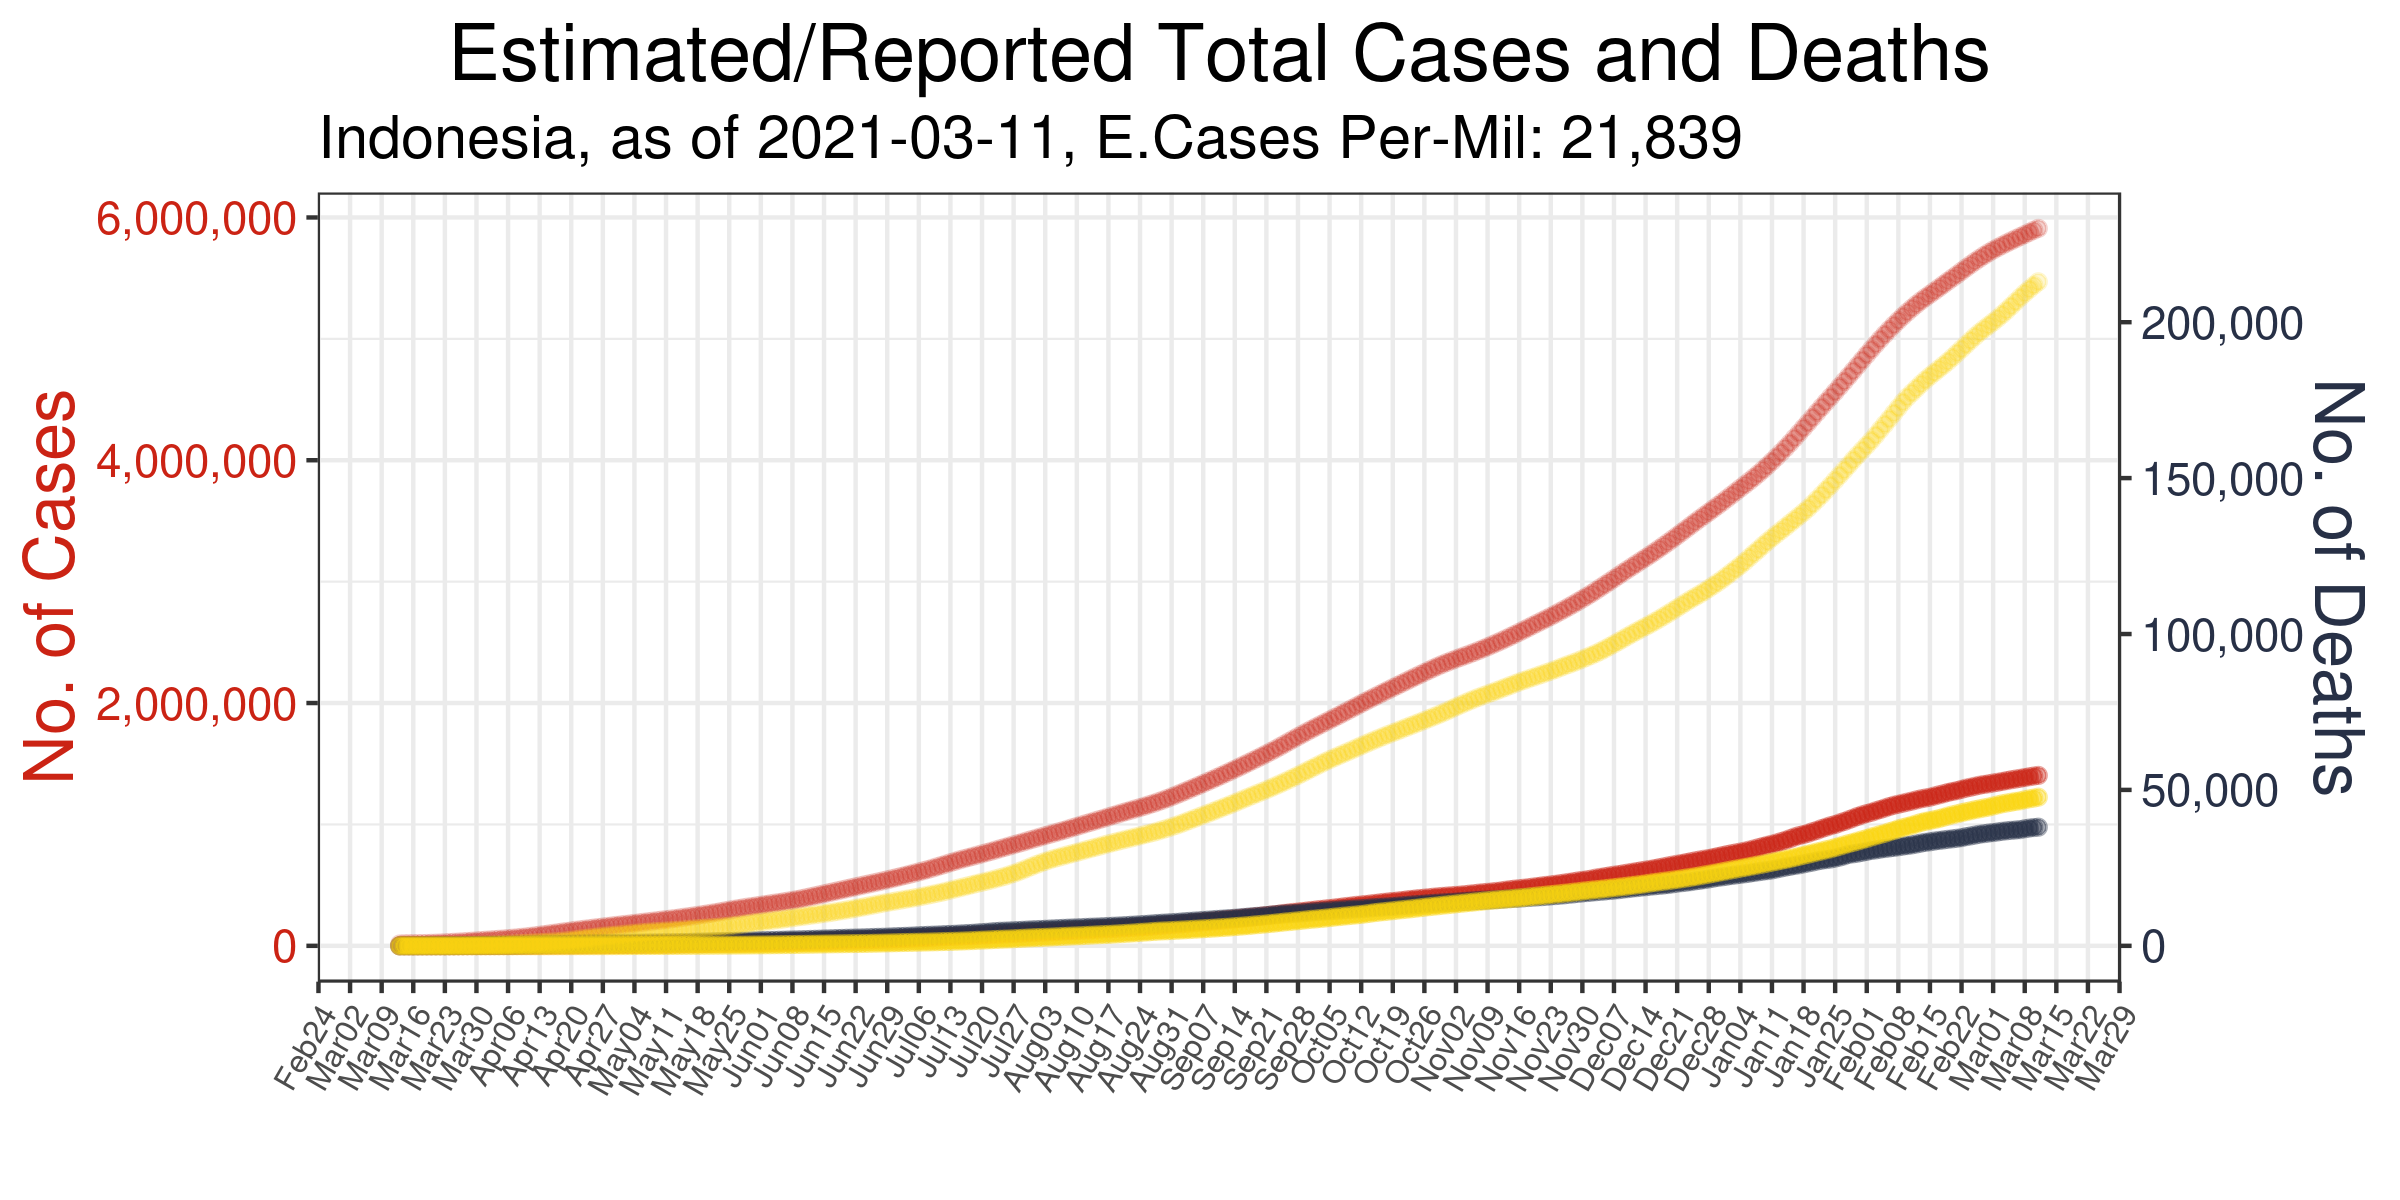 Estimated/Reported Total Cases and Deaths
Indonesia, as of 2021-03-11, E.Cases Per-Mil: 21,839
No. of Cases
6,000,000
4,000,000
2,000,000
0
No. of Deaths
200,000
150,000
100,000
50,000
0
Feb24
Mar02
Mar09
Mar16
Mar23
Mar30
Apr06
Apr13
Apr20
Apr27
May04
May11
May18
May25
Jun01
Jun08
Jun15
Jun22
Jun29
Jul06
Jul13
Jul20
Jul27
Aug03
Aug10
Aug17
Aug24
Aug31
Sep07
Sep14
Sep21
Sep28
Oct05
Oct12
Oct19
Oct26
Nov02
Nov09
Nov16
Nov23
Nov30
Dec07
Dec14
Dec21
Dec28
Jan04
Jan11
Jan18
Jan25
Feb01
Feb08
Feb15
Feb22
Mar01
Mar08
Mar15
Mar22
Mar29